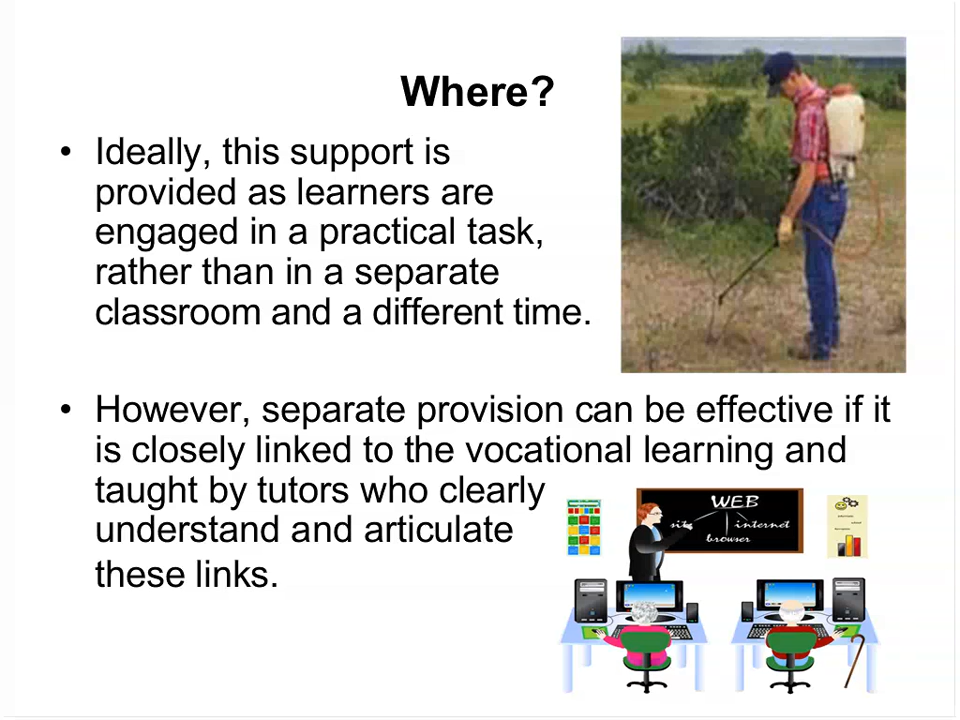 Where?
• Ideally, this support is
provided as learners are
engaged in a practical task,
rather than in a separate
classroom and a different time.
• However, separate provision can be effective if it
is closely linked to the vocational learning and
taught by tutors who clearly
understand and articulate
these links.
WEB
site
internet
browser